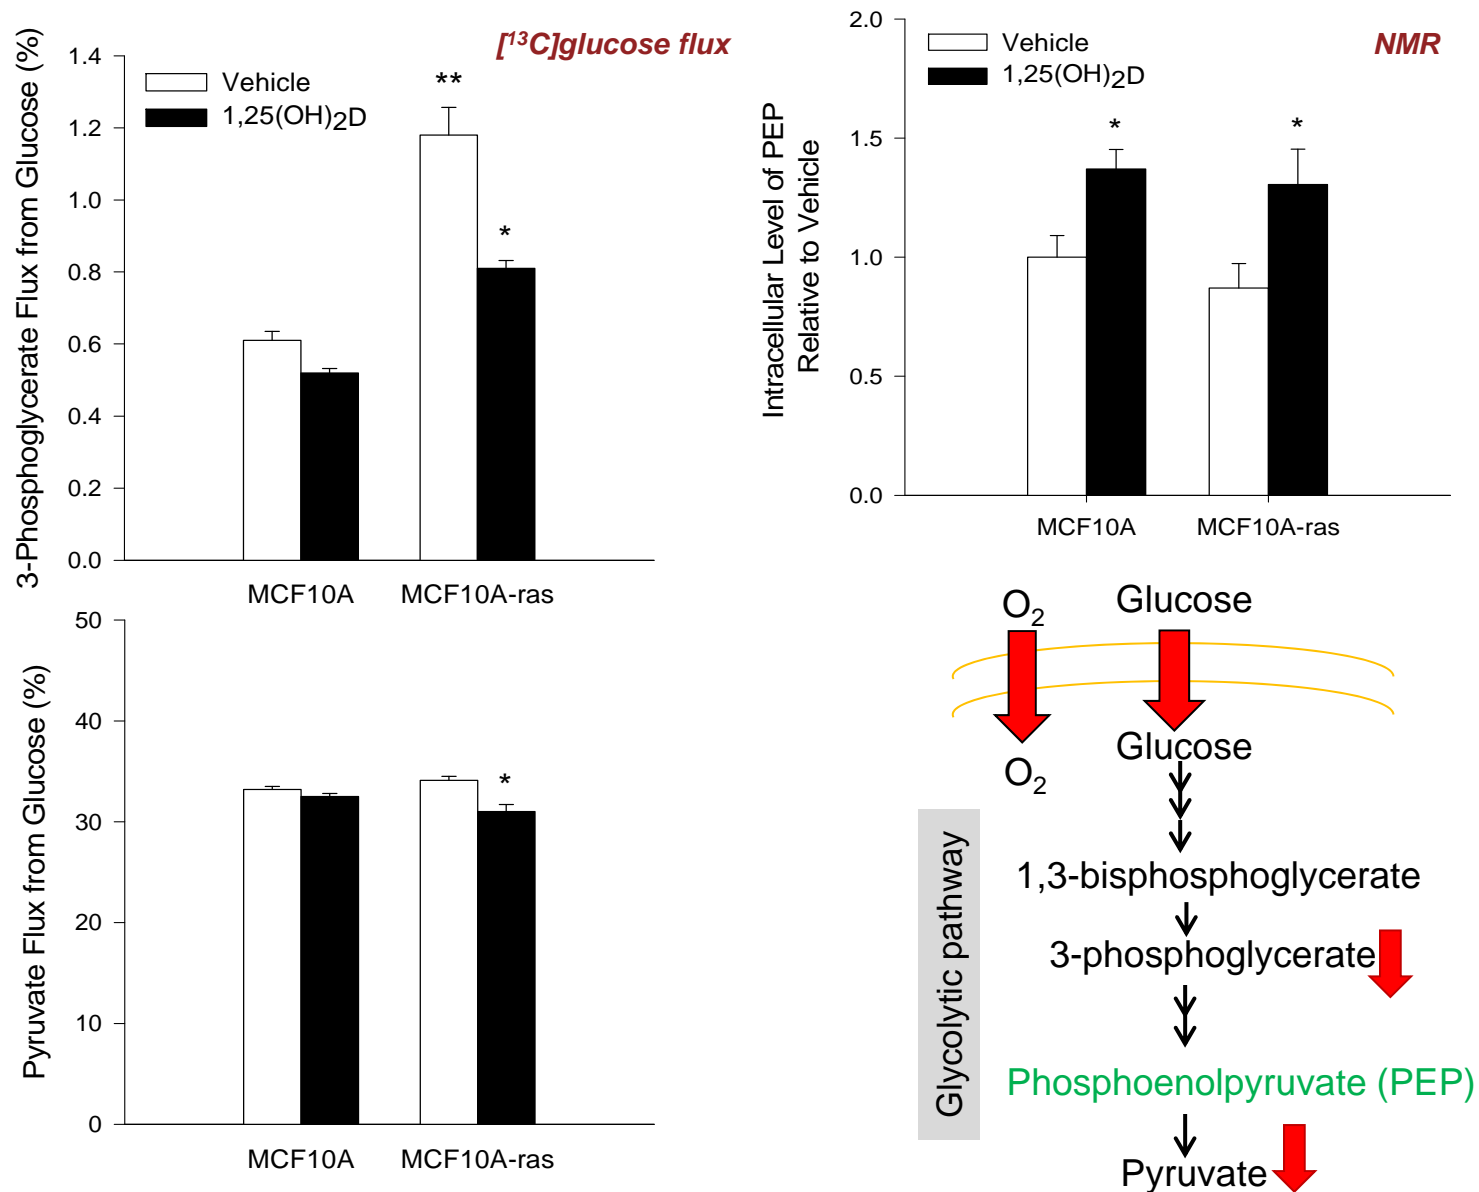 [¹³C]glucose flux
3-Phosphoglycerate Flux from Glucose (%)
1.4
1.2
1.0
0.8
0.6
0.4
0.2
0.0
Vehicle
1,25(OH)₂D
**
*
MCF10A
MCF10A-ras
Pyruvate Flux from Glucose (%)
50
40
30
20
10
0
*
MCF10A
MCF10A-ras
NMR
Intracellular Level of PEP
Relative to Vehicle
2.0
1.5
1.0
0.5
0.0
Vehicle
1,25(OH)₂D
*
*
MCF10A
MCF10A-ras
O₂
Glucose
O₂
Glucose
Glycolytic pathway
1,3-bisphosphoglycerate
3-phosphoglycerate
Phosphoenolpyruvate (PEP)
Pyruvate